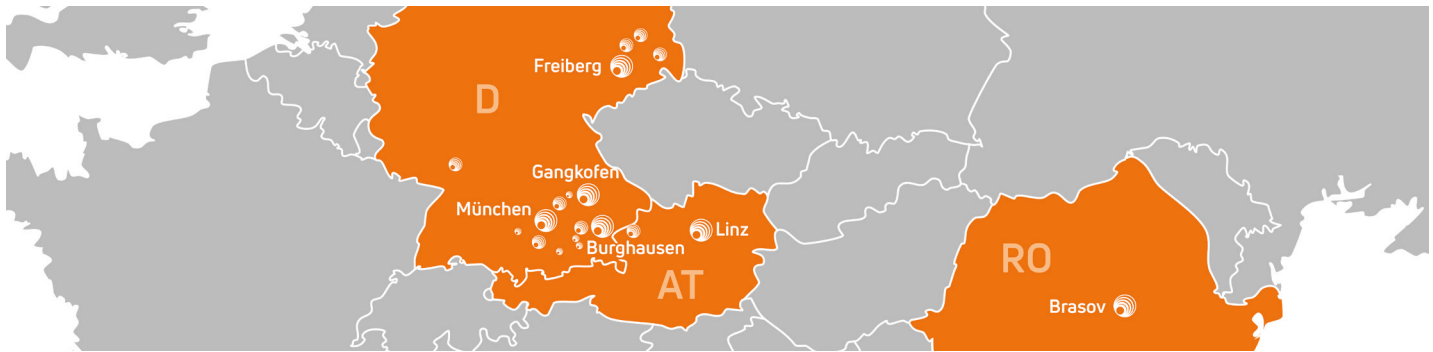 Freiberg
D
Gangkofen
München
Linz
Burghausen
RO
AT
Brasov